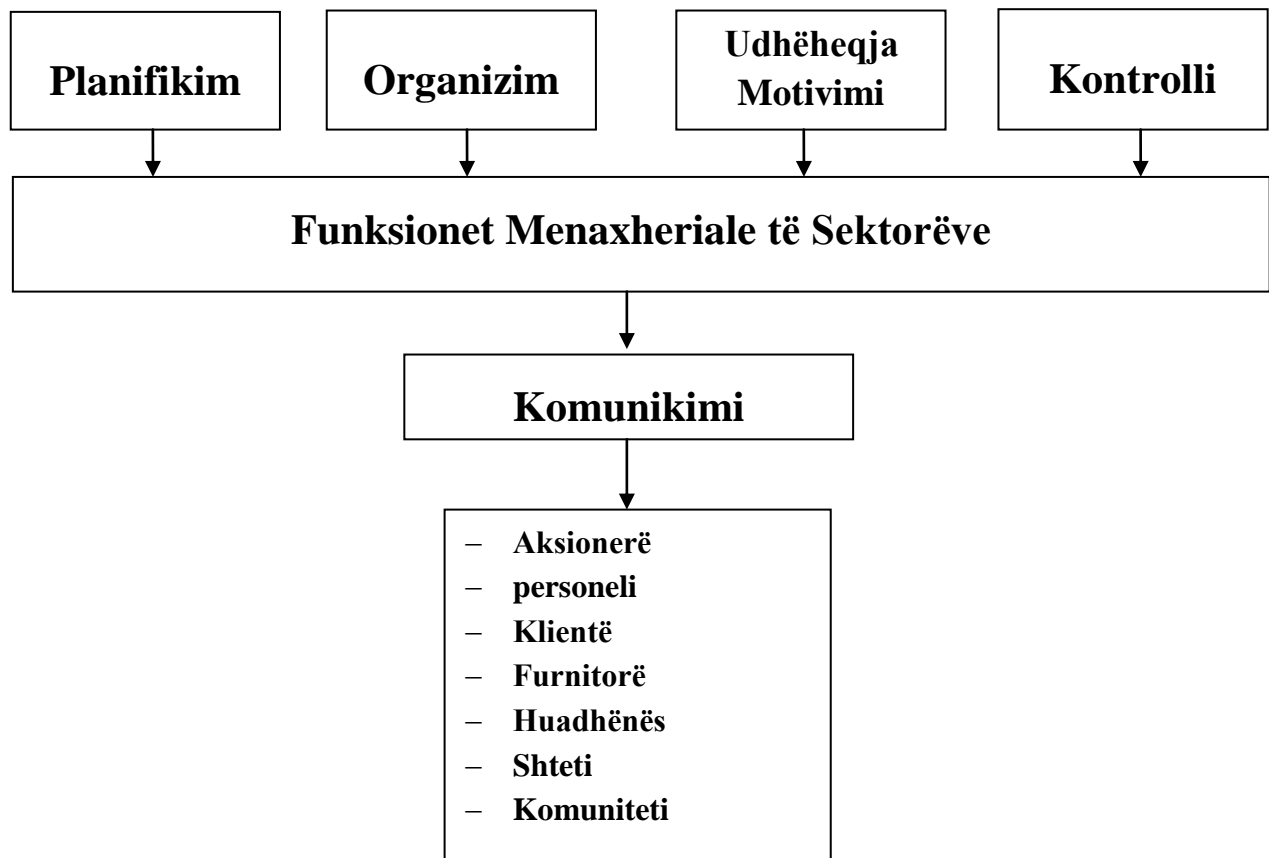 Planifikim
Organizim
Udhëheqja
Motivimi
Kontrolli
Funksionet Menaxheriale të Sektorëve
Komunikimi
– Aksionerë
– personeli
– Klientë
– Furnitorë
– Huadhënës
– Shteti
– Komuniteti